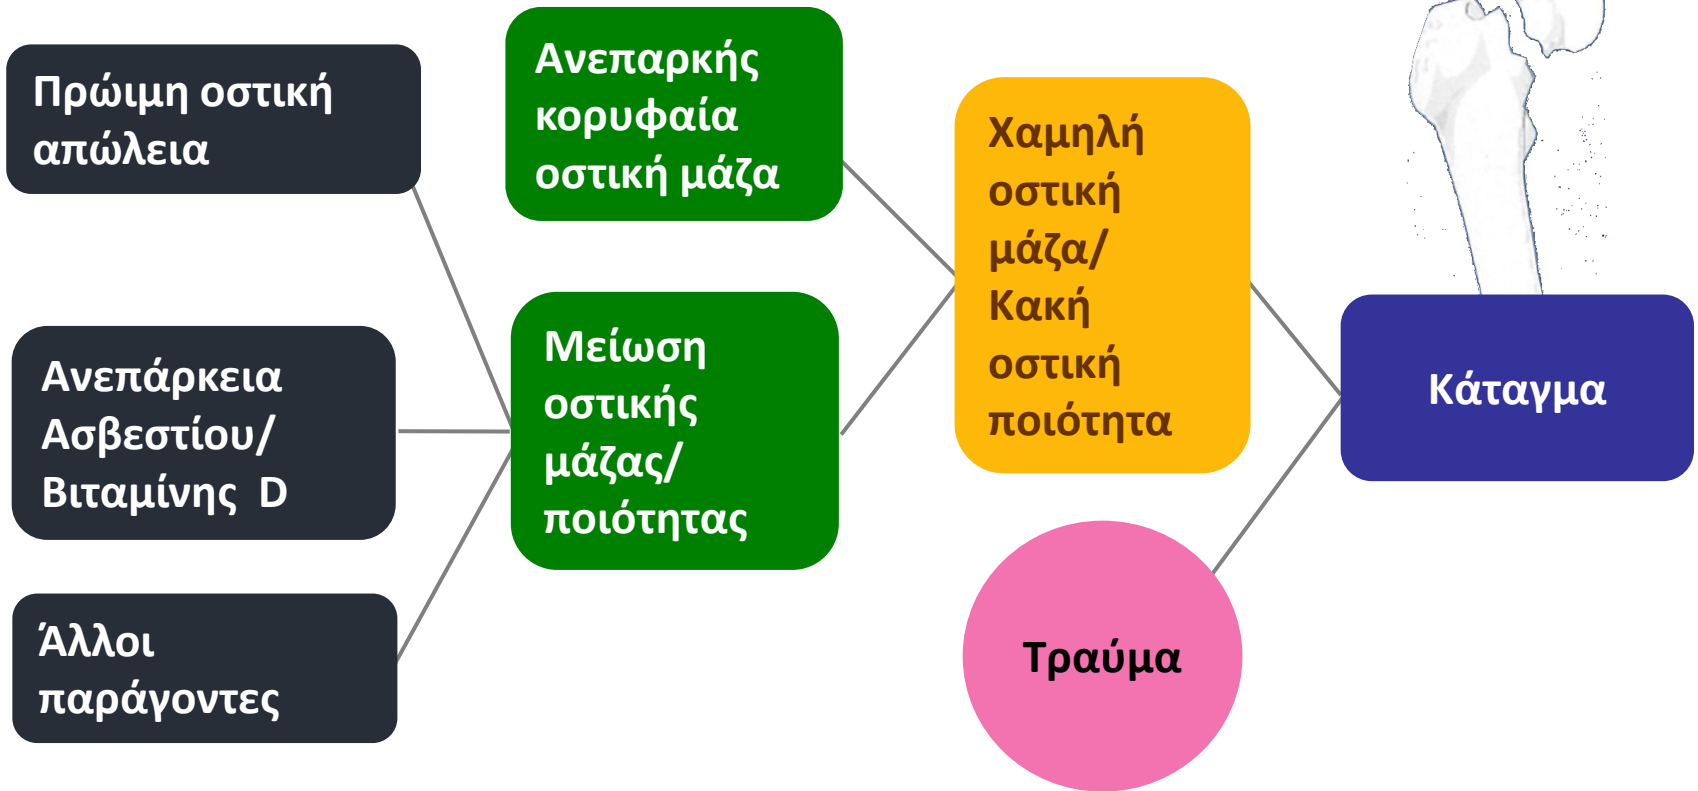 Πρώιμη οστική
απώλεια
Ανεπάρκεια
Ασβεστίου/
Βιταμίνης D
Άλλοι
παράγοντες
Ανεπαρκής
κορυφαία
οστική μάζα
Μείωση
οστικής
μάζας/
ποιότητας
Χαμηλή
οστική
μάζα/
Κακή
οστική
ποιότητα
Τραύμα
Κάταγμα